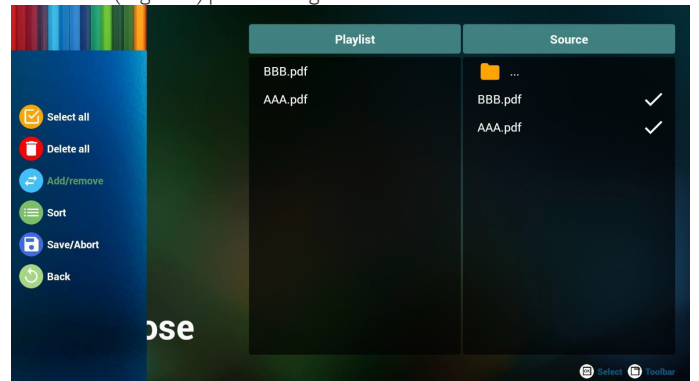 Playlist
Source
BBB.pdf
AAA.pdf
...
BBB.pdf
AAA.pdf
Select all
Delete all
Add/remove
Sort
Save/Abort
Back
ose
Select
Toolbar